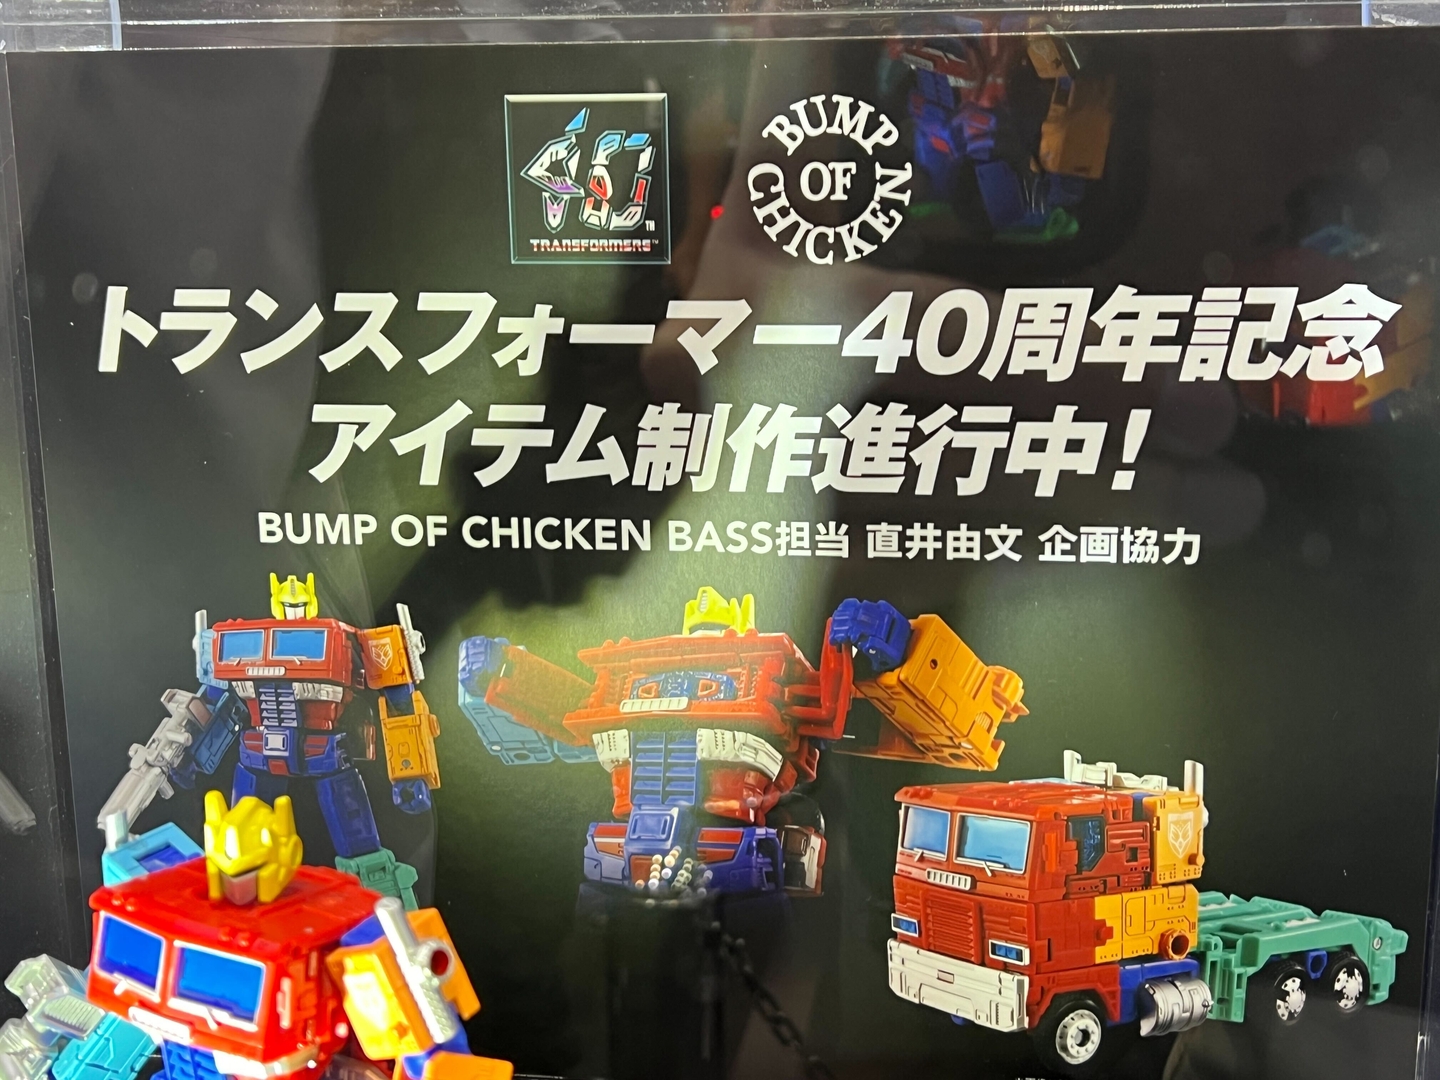 40
TRANSFORMERS™
BUMP OF CHICKEN
トランスフォーマー40周年記念
アイテム制作進行中!
BUMP OF CHICKEN BASS担当 直井由文 企画協力